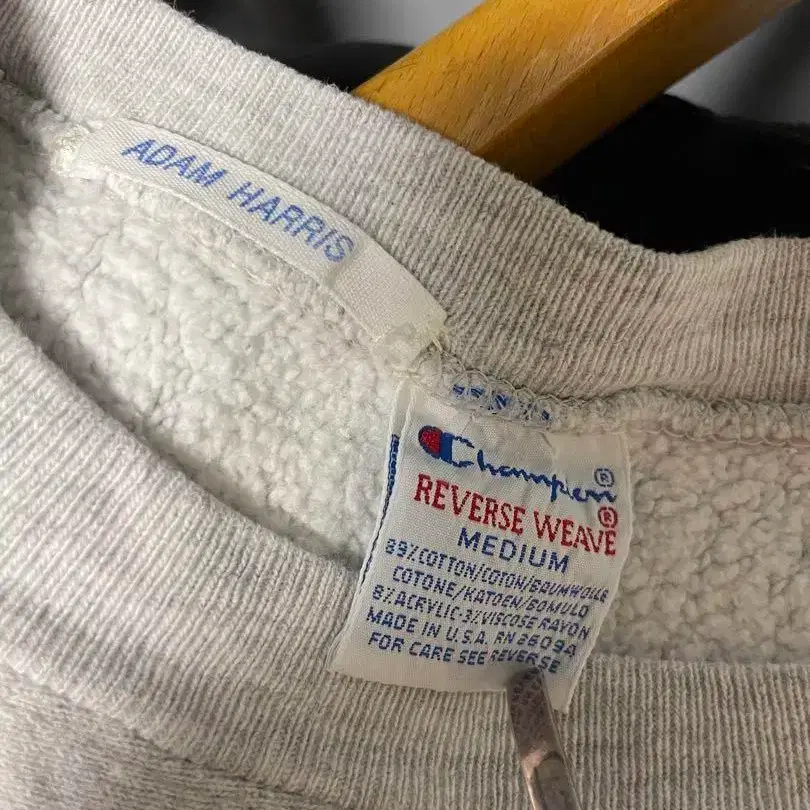 ADAM HARRIS
Champion®
REVERSE WEAVE®
MEDIUM
89% COTTON/COTON/BAUMWOLLE
COTONE/KATOEN/BOMULD
8% ACRYLIC-3% VISCOSE RAYON
MADE IN U.S.A. RN 26094
FOR CARE SEE REVERSE